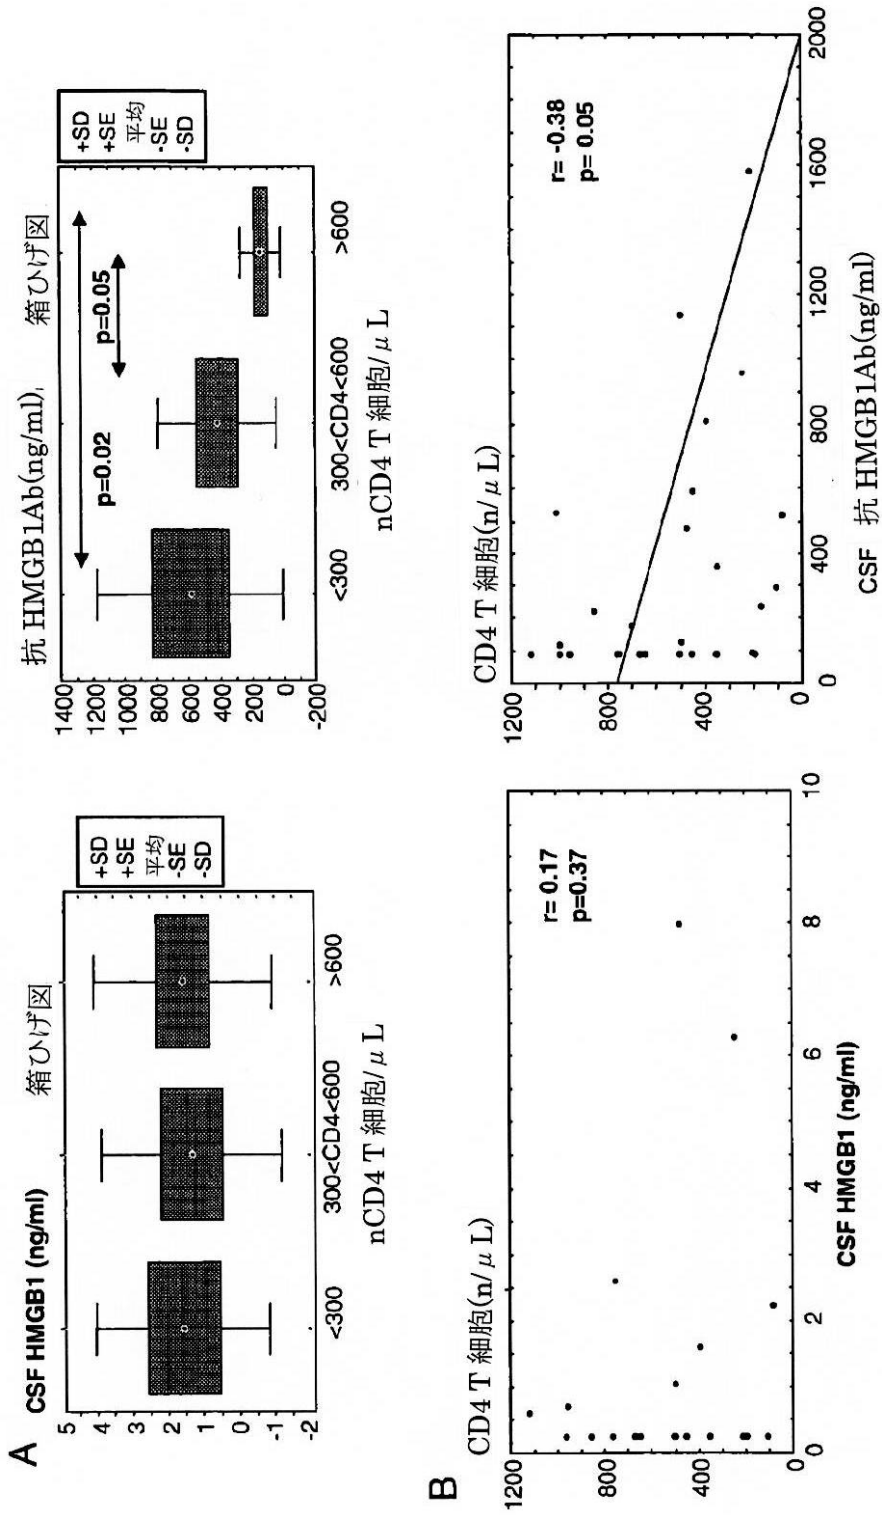 A
CSF HMGB1 (ng/ml)
箱ひげ図
5
4
3
2
1
0
-1
-2
<300
300<CD4<600
>600
nCD4 T 細胞/μL
+SD
+SE
平均
-SE
-SD
抗 HMGB1Ab(ng/ml)
箱ひげ図
1400
1200
1000
800
600
400
200
0
-200
p=0.02
p=0.05
<300
300<CD4<600
>600
nCD4 T 細胞/μL
+SD
+SE
平均
-SE
-SD
B
CD4 T 細胞(n/μL)
1200
800
400
0
r= 0.17
p=0.37
0
2
4
6
8
10
CSF HMGB1 (ng/ml)
CD4 T 細胞(n/μL)
1200
800
400
0
r= -0.38
p= 0.05
0
400
800
1200
1600
2000
CSF 抗 HMGB1Ab(ng/ml)